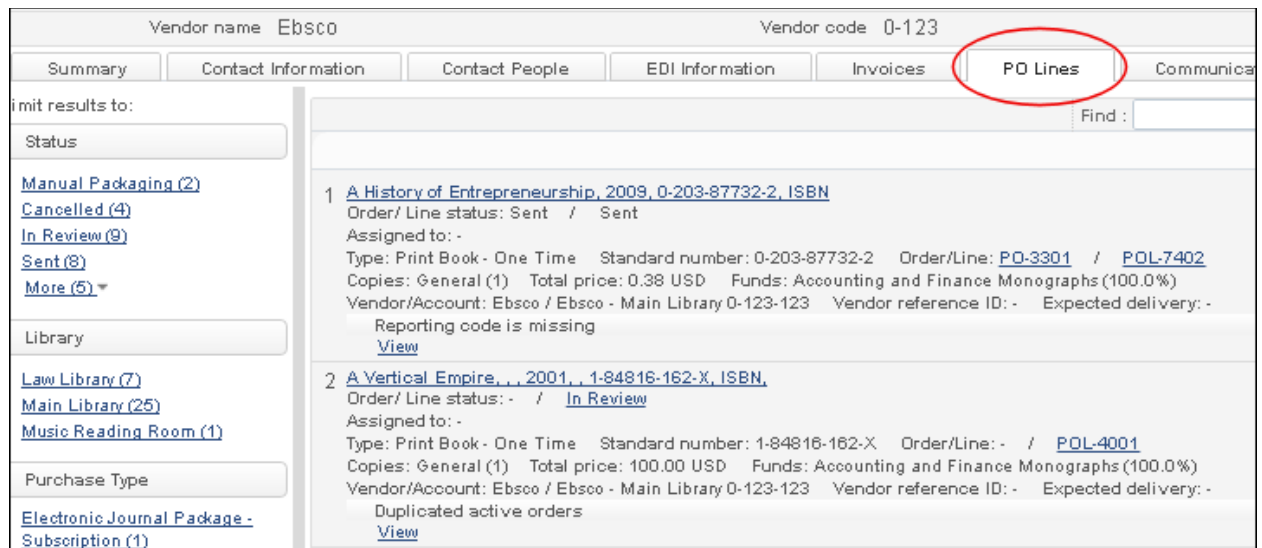 Vendor name Ebsco Vendor code 0-123
Summary Contact Information Contact People EDI Information Invoices PO Lines Communica
imit results to:
Find :
Status
Manual Packaging (2)
Cancelled (4)
In Review (9)
Sent (8)
More (5)
Library
Law Library (7)
Main Library (25)
Music Reading Room (1)
Purchase Type
Electronic Journal Package -
Subscription (1)
1 A History of Entrepreneurship, 2009, 0-203-87732-2, ISBN
Order/ Line status: Sent / Sent
Assigned to: -
Type: Print Book - One Time Standard number: 0-203-87732-2 Order/Line: PO-3301 / POL-7402
Copies: General (1) Total price: 0.38 USD Funds: Accounting and Finance Monographs (100.0%)
Vendor/Account: Ebsco / Ebsco - Main Library 0-123-123 Vendor reference ID: - Expected delivery: -
Reporting code is missing
View
2 A Vertical Empire, , , 2001, , 1-84816-162-X, ISBN,
Order/ Line status: - / In Review
Assigned to: -
Type: Print Book - One Time Standard number: 1-84816-162-X Order/Line: - / POL-4001
Copies: General (1) Total price: 100.00 USD Funds: Accounting and Finance Monographs (100.0%)
Vendor/Account: Ebsco / Ebsco - Main Library 0-123-123 Vendor reference ID: - Expected delivery: -
Duplicated active orders
View